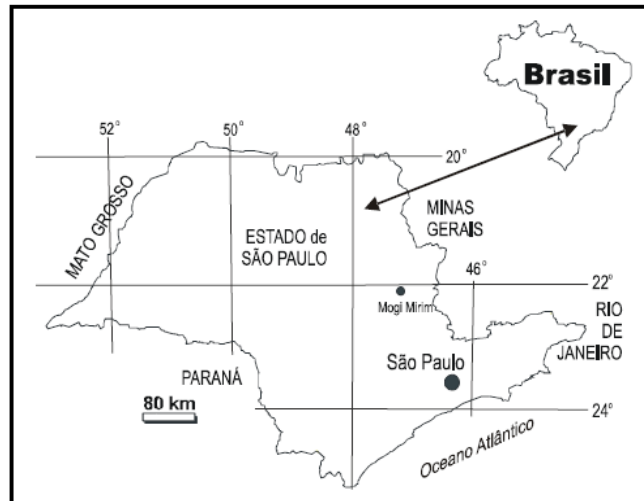 Brasil
52°
50°
48°
20°
MATO GROSSO
MINAS
GERAIS
ESTADO de
SÃO PAULO
46°
22°
Mogi Mirim
RIO
DE
JANEIRO
São Paulo
PARANÁ
80 km
24°
Oceano Atlântico